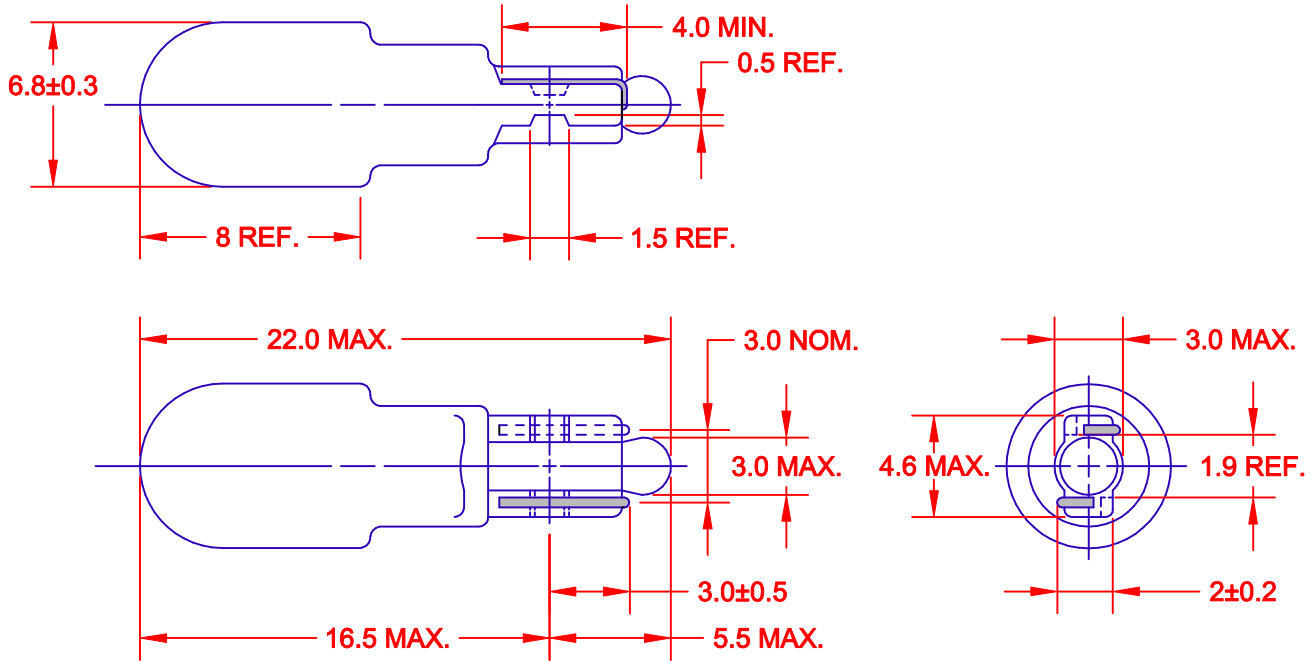 4.0 MIN.
0.5 REF.
6.8±0.3
8 REF.
1.5 REF.
22.0 MAX.
3.0 NOM.
3.0 MAX.
3.0 MAX.
4.6 MAX.
1.9 REF.
3.0±0.5
2±0.2
16.5 MAX.
5.5 MAX.